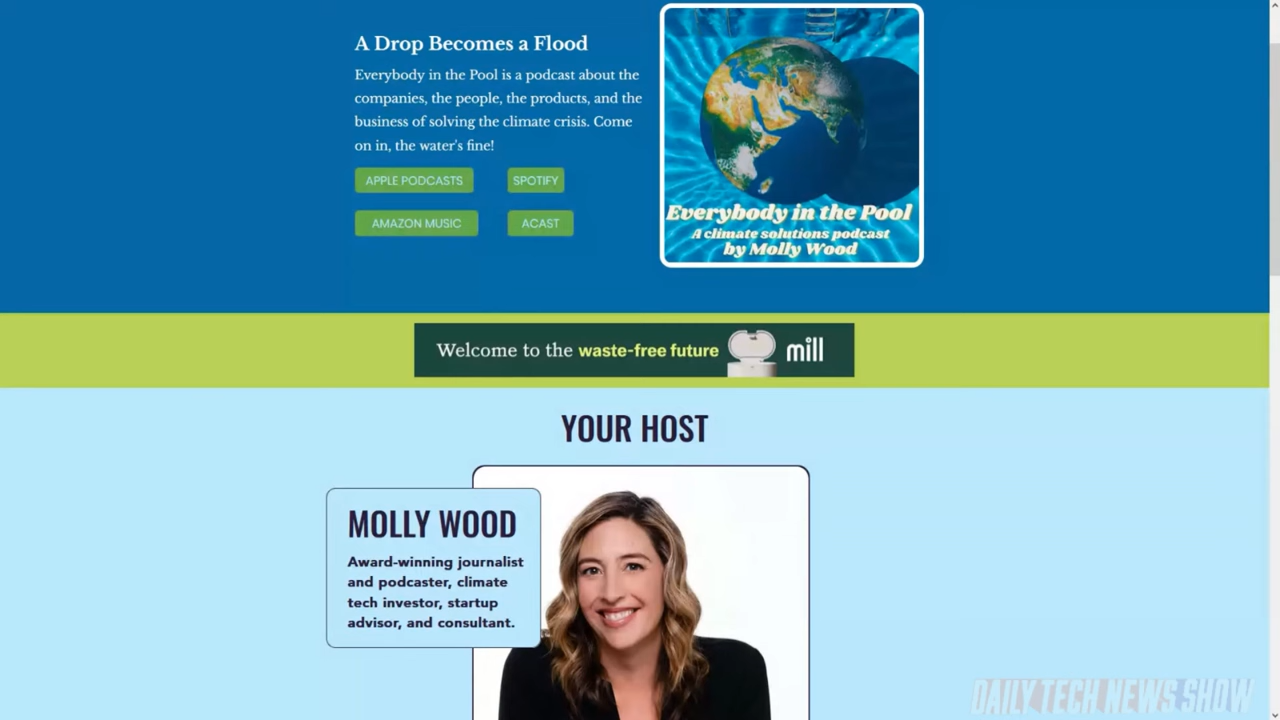 A Drop Becomes a Flood
Everybody in the Pool is a podcast about the
companies, the people, the products, and the
business of solving the climate crisis. Come
on in, the water's fine!
APPLE PODCASTS
SPOTIFY
AMAZON MUSIC
ACAST
Everybody in the Pool
A climate solutions podcast
by Molly Wood
Welcome to the waste-free future
mill
YOUR HOST
MOLLY WOOD
Award-winning journalist
and podcaster, climate
tech investor, startup
advisor, and consultant.
DAILY TECH NEWS SHOW